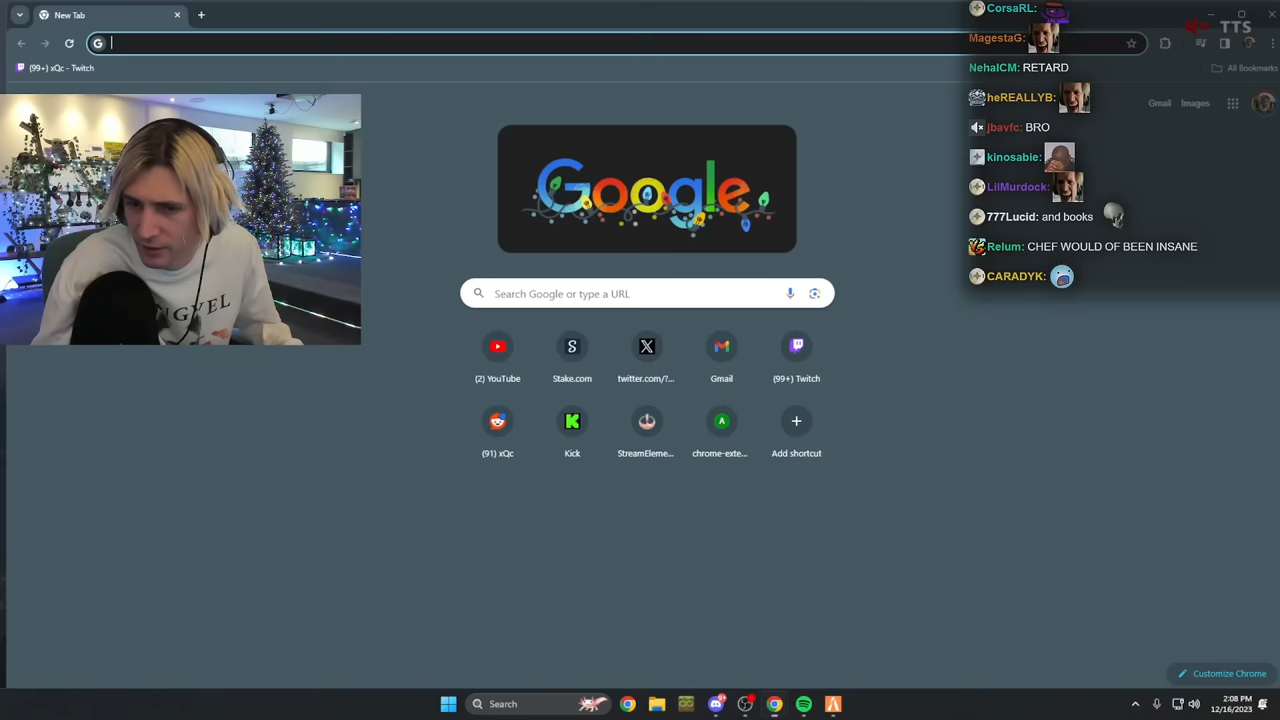 New Tab
(99+) xQc - Twitch
All Bookmarks
Gmail
Images
TTS
CorsaRL:
MagestaG:
NehaICM: RETARD
heREALLYB:
jbavfc: BRO
kinosabie:
LilMurdock:
777Lucid: and books
Relum: CHEF WOULD OF BEEN INSANE
CARADYK:
Google
Search Google or type a URL
(2) YouTube
Stake.com
twitter.com/?...
Gmail
(99+) Twitch
(91) xQc
Kick
StreamEleme...
chrome-exte...
Add shortcut
Customize Chrome
Search
2:08 PM
12/16/2023